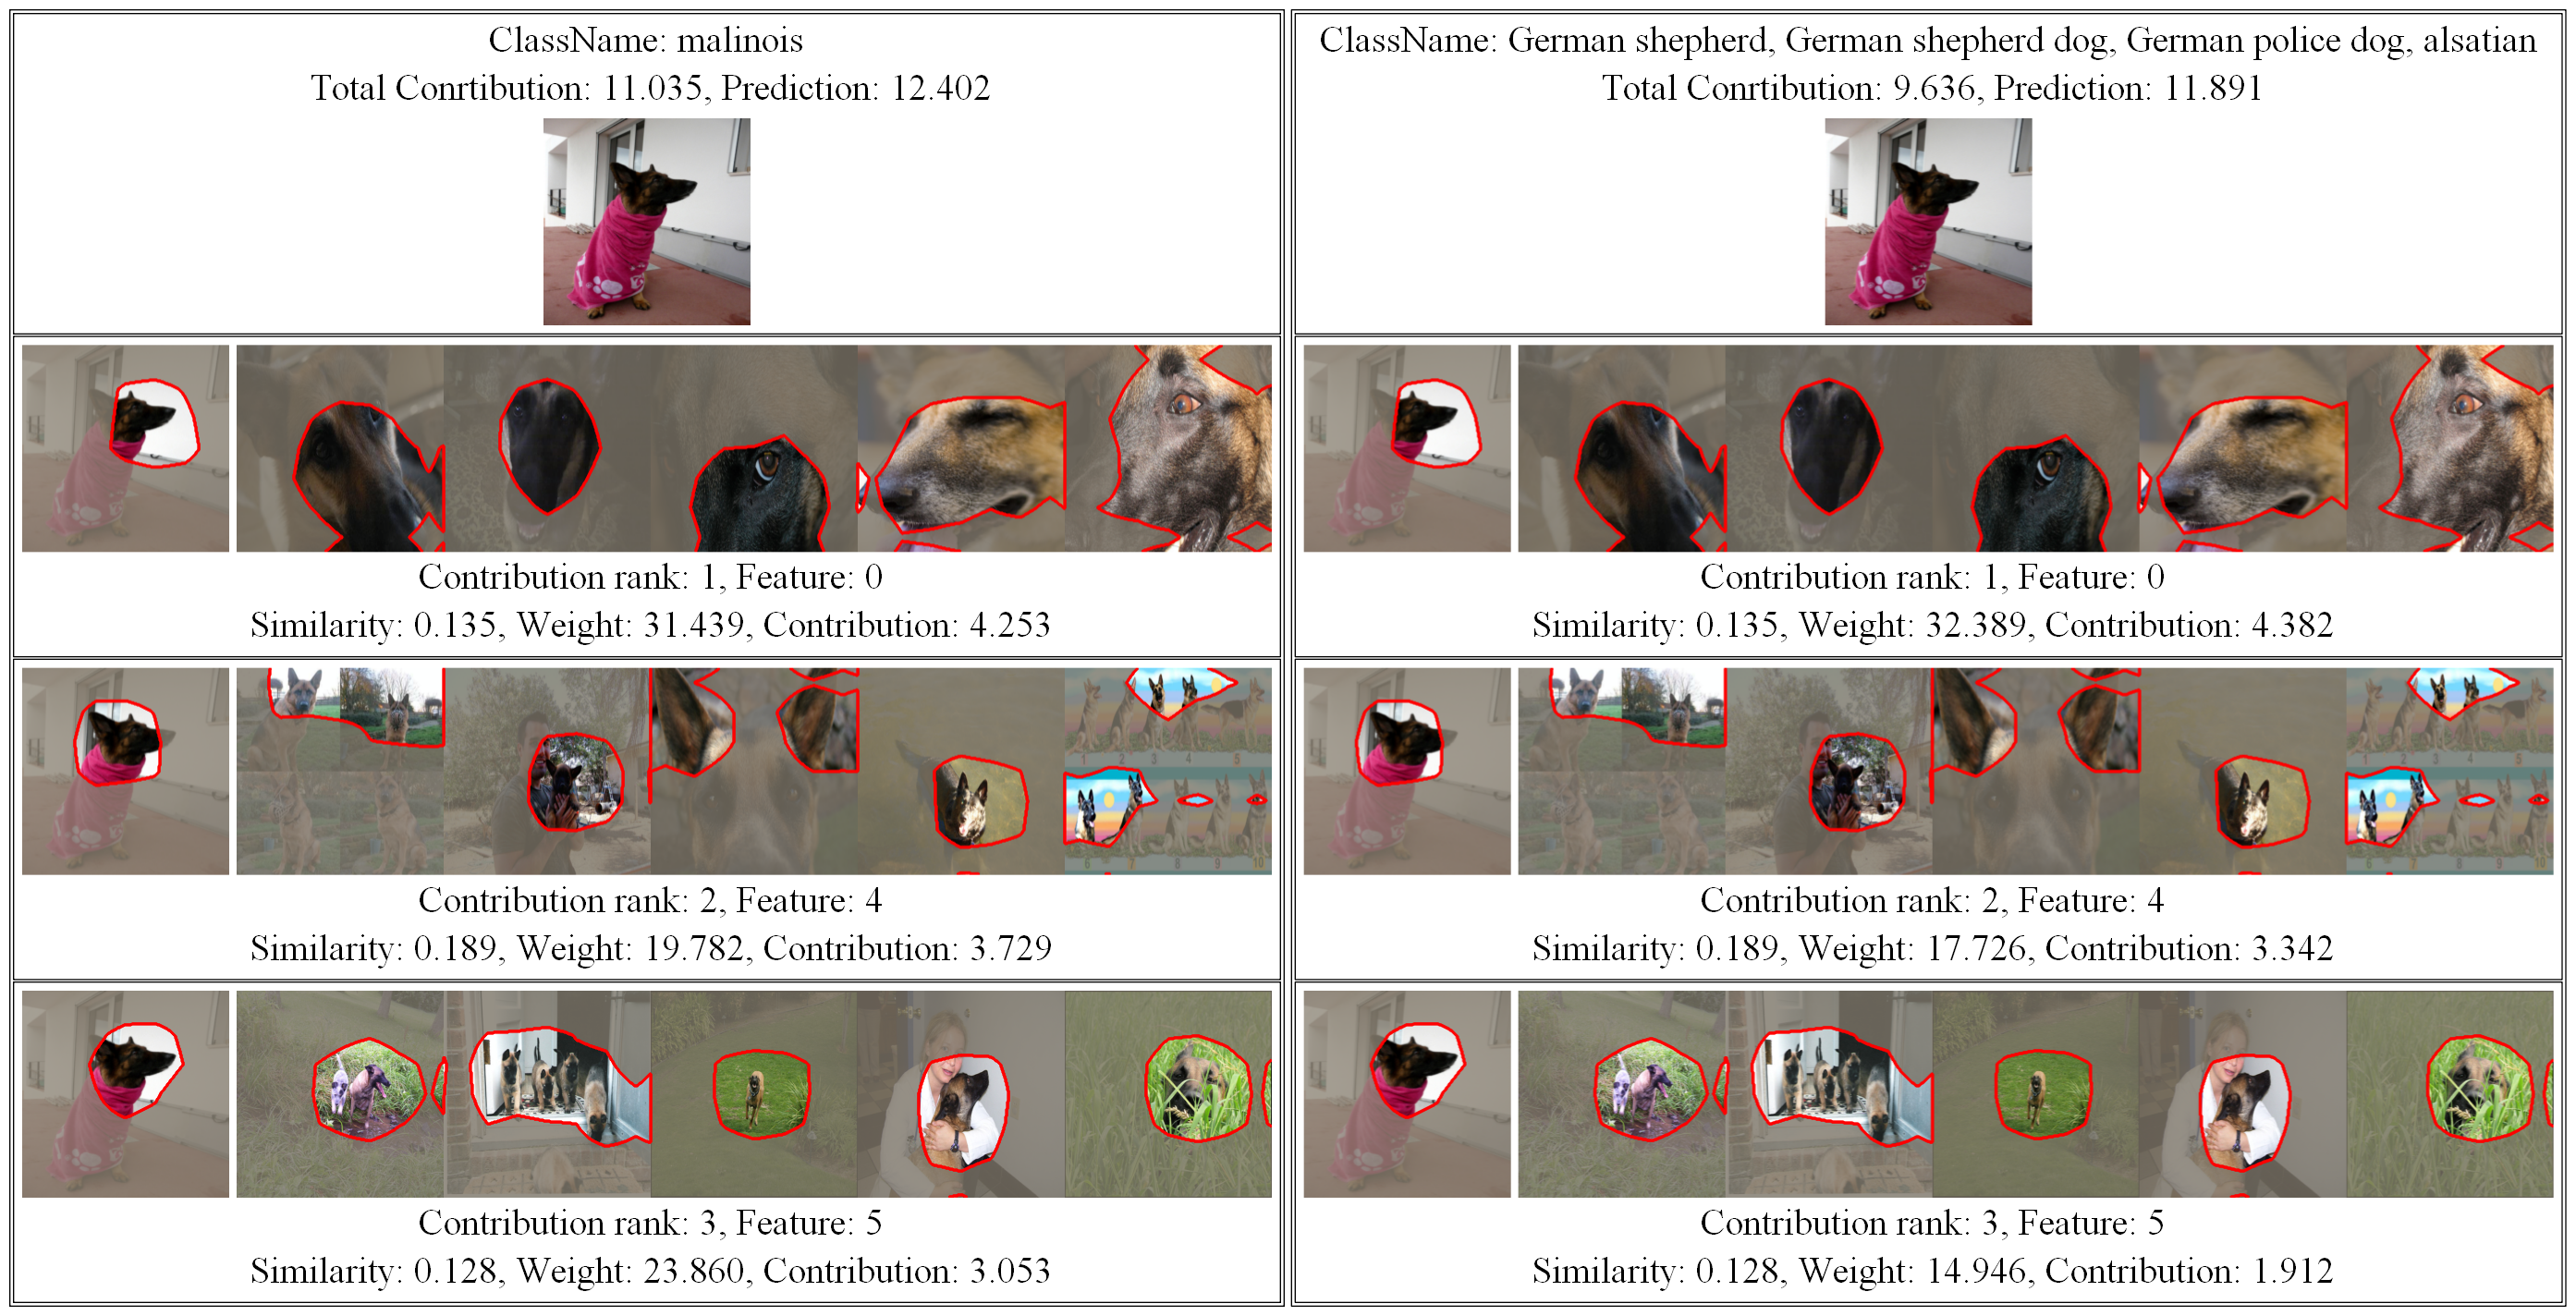 ClassName: malinois
Total Conrtibution: 11.035, Prediction: 12.402
Contribution rank: 1, Feature: 0
Similarity: 0.135, Weight: 31.439, Contribution: 4.253
Contribution rank: 2, Feature: 4
Similarity: 0.189, Weight: 19.782, Contribution: 3.729
Contribution rank: 3, Feature: 5
Similarity: 0.128, Weight: 23.860, Contribution: 3.053
ClassName: German shepherd, German shepherd dog, German police dog, alsatian
Total Conrtibution: 9.636, Prediction: 11.891
Contribution rank: 1, Feature: 0
Similarity: 0.135, Weight: 32.389, Contribution: 4.382
Contribution rank: 2, Feature: 4
Similarity: 0.189, Weight: 17.726, Contribution: 3.342
Contribution rank: 3, Feature: 5
Similarity: 0.128, Weight: 14.946, Contribution: 1.912